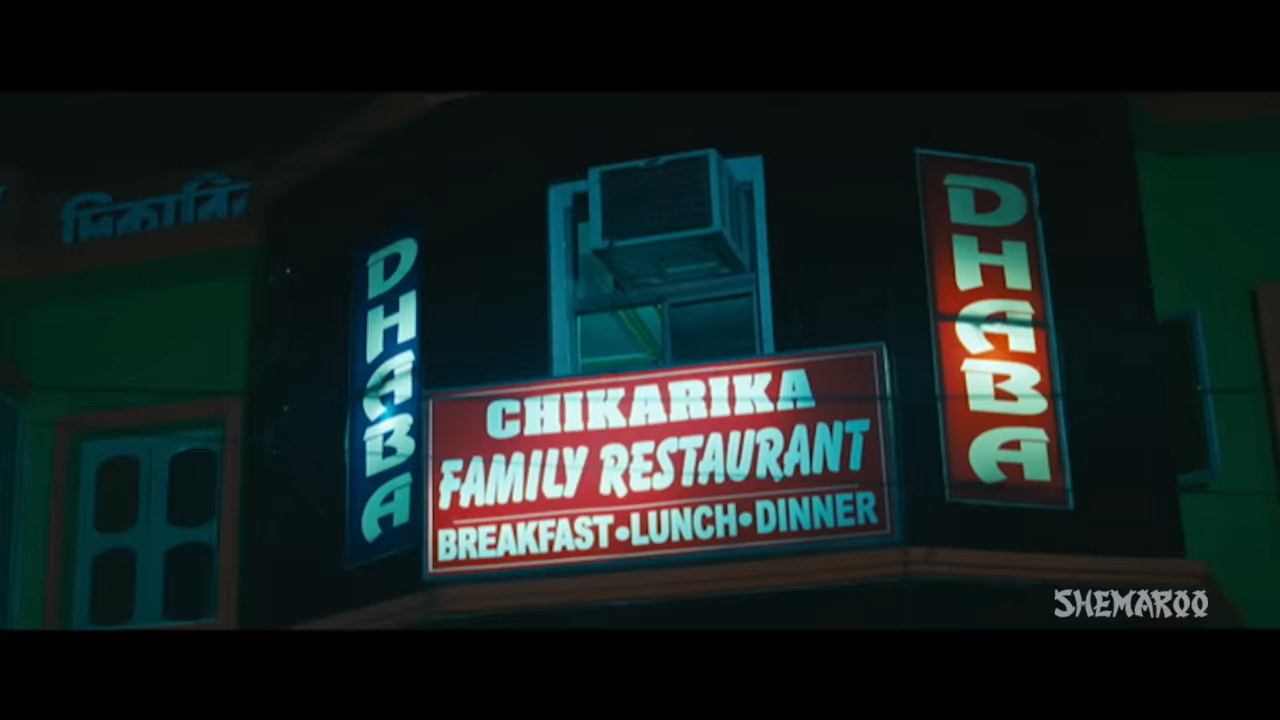 DHABA
CHIKARIKA
FAMILY RESTAURANT
BREAKFAST•LUNCH•DINNER
DHABA
SHEMAROO